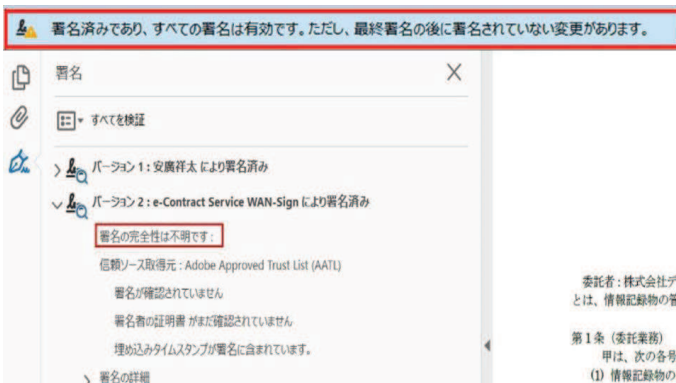 署名済みであり、すべての署名は有効です。ただし、最終署名の後に署名されていない変更があります。
署名
すべてを検証
バージョン 1 : 安廣祥太 により署名済み
バージョン 2 : e-Contract Service WAN-Sign により署名済み
署名の完全性は不明です :
信頼ソース取得元 : Adobe Approved Trust List (AATL)
署名が確認されていません
署名者の証明書 がまだ確認されていません
埋め込みタイムスタンプが署名に含まれています。
署名の詳細
委託者 : 株式会社デ
とは、情報記録物の管
第1条（委託業務）
甲は、次の各号
(1) 情報記録物の